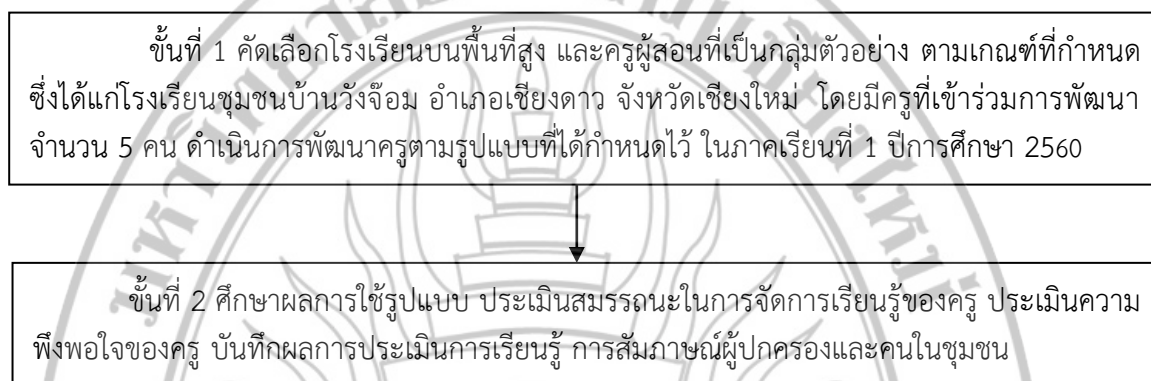 ขั้นที่ 1 คัดเลือกโรงเรียนบนพื้นที่สูง และครูผู้สอนที่เป็นกลุ่มตัวอย่าง ตามเกณฑ์ที่กำหนด
ซึ่งได้แก่โรงเรียนชุมชนบ้านวังจ๊อม อำเภอเชียงดาว จังหวัดเชียงใหม่ โดยมีครูที่เข้าร่วมการพัฒนา
จำนวน 5 คน ดำเนินการพัฒนาครูตามรูปแบบที่ได้กำหนดไว้ ในภาคเรียนที่ 1 ปีการศึกษา 2560
ขั้นที่ 2 ศึกษาผลการใช้รูปแบบ ประเมินสมรรถนะในการจัดการเรียนรู้ของครู ประเมินความ
พึงพอใจของครู บันทึกผลการประเมินการเรียนรู้ การสัมภาษณ์ผู้ปกครองและคนในชุมชน